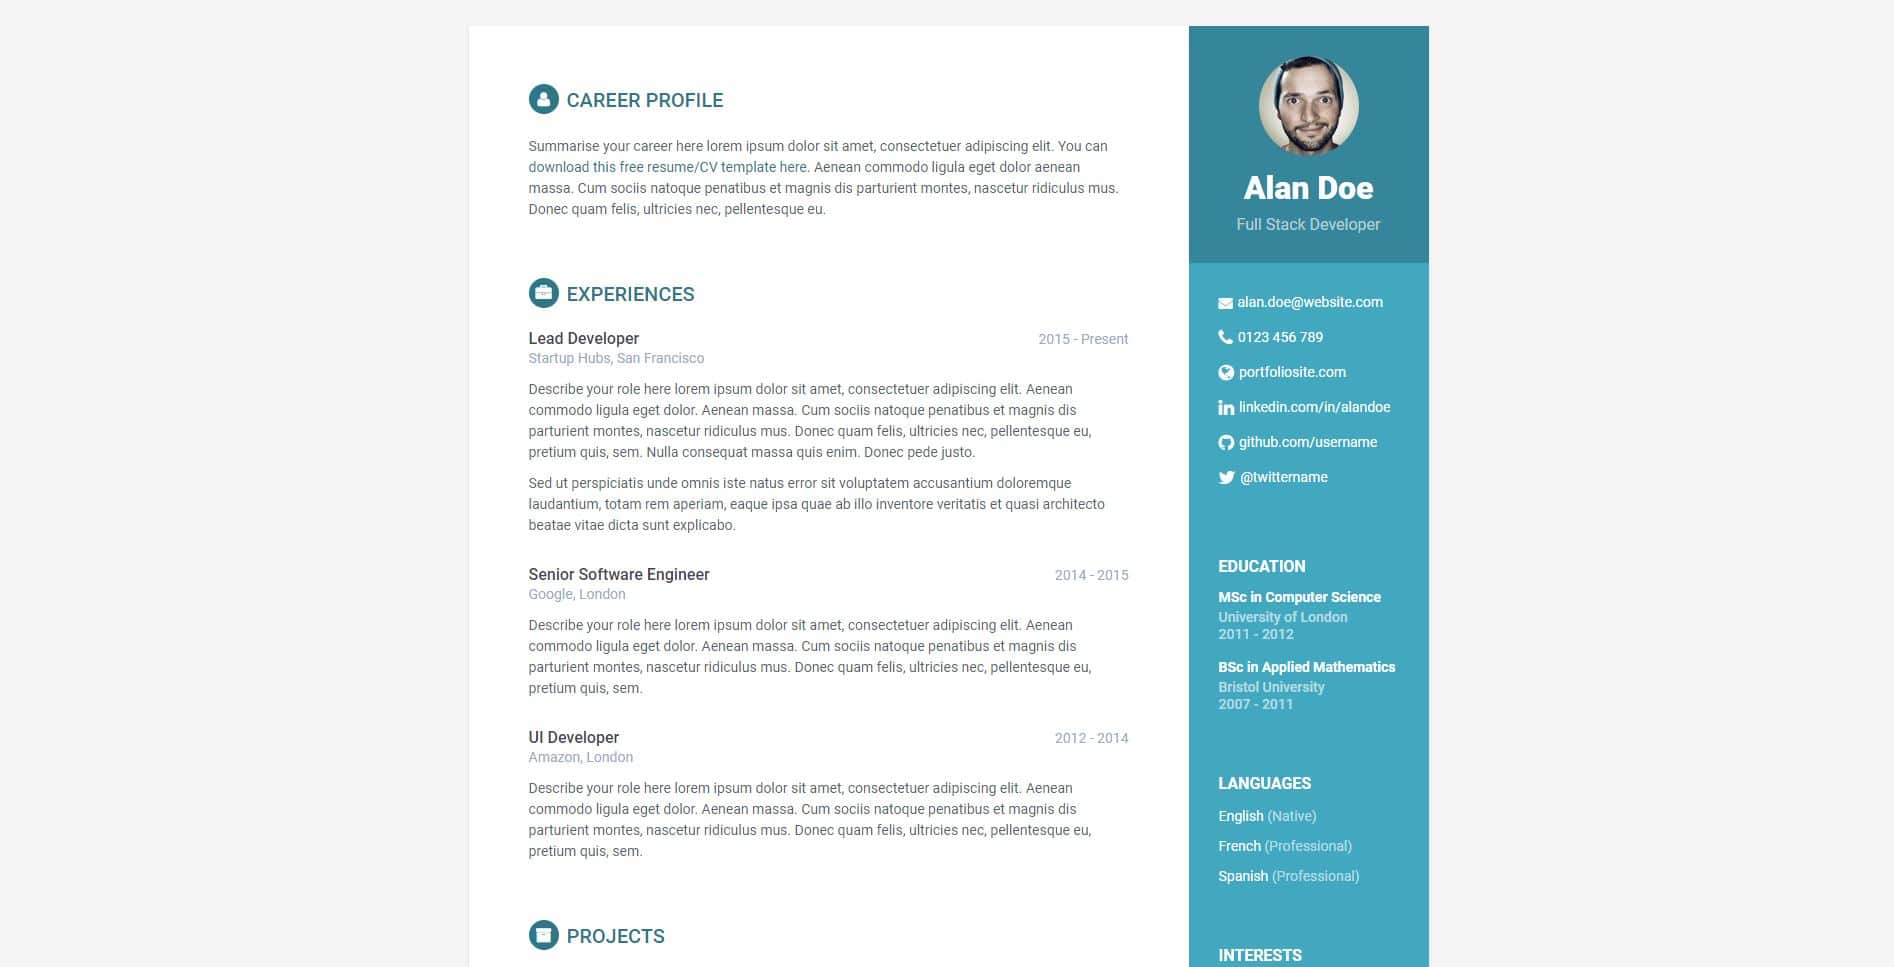 CAREER PROFILE
Summarise your career here lorem ipsum dolor sit amet, consectetuer adipiscing elit. You can
download this free resume/CV template here. Aenean commodo ligula eget dolor aenean
massa. Cum sociis natoque penatibus et magnis dis parturient montes, nascetur ridiculus mus.
Donec quam felis, ultricies nec, pellentesque eu.
EXPERIENCES
Lead Developer
2015 - Present
Startup Hubs, San Francisco
Describe your role here lorem ipsum dolor sit amet, consectetuer adipiscing elit. Aenean
commodo ligula eget dolor. Aenean massa. Cum sociis natoque penatibus et magnis dis
parturient montes, nascetur ridiculus mus. Donec quam felis, ultricies nec, pellentesque eu,
pretium quis, sem. Nulla consequat massa quis enim. Donec pede justo.
Sed ut perspiciatis unde omnis iste natus error sit voluptatem accusantium doloremque
laudantium, totam rem aperiam, eaque ipsa quae ab illo inventore veritatis et quasi architecto
beatae vitae dicta sunt explicabo.
Senior Software Engineer
2014 - 2015
Google, London
Describe your role here lorem ipsum dolor sit amet, consectetuer adipiscing elit. Aenean
commodo ligula eget dolor. Aenean massa. Cum sociis natoque penatibus et magnis dis
parturient montes, nascetur ridiculus mus. Donec quam felis, ultricies nec, pellentesque eu,
pretium quis, sem.
UI Developer
2012 - 2014
Amazon, London
Describe your role here lorem ipsum dolor sit amet, consectetuer adipiscing elit. Aenean
commodo ligula eget dolor. Aenean massa. Cum sociis natoque penatibus et magnis dis
parturient montes, nascetur ridiculus mus. Donec quam felis, ultricies nec, pellentesque eu,
pretium quis, sem.
PROJECTS
Alan Doe
Full Stack Developer
alan.doe@website.com
0123 456 789
portfoliosite.com
linkedin.com/in/alandoe
github.com/username
@twittername
EDUCATION
MSc in Computer Science
University of London
2011 - 2012
BSc in Applied Mathematics
Bristol University
2007 - 2011
LANGUAGES
English (Native)
French (Professional)
Spanish (Professional)
INTERESTS